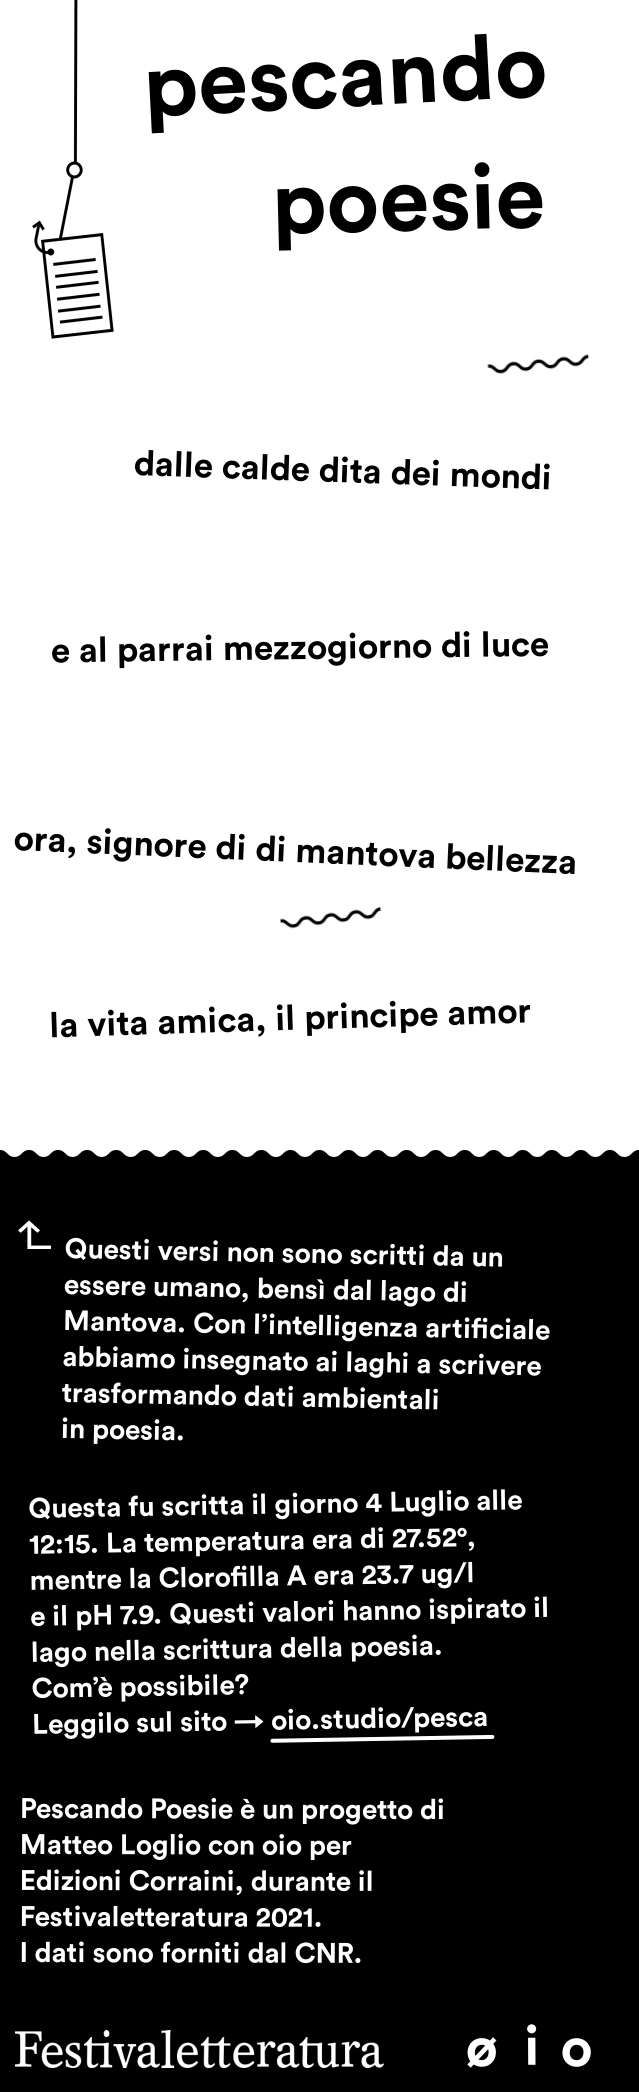 pescando
poesie
dalle calde dita dei mondi
e al parrai mezzogiorno di luce
ora, signore di di mantova bellezza
la vita amica, il principe amor
Questi versi non sono scritti da un
essere umano, bensì dal lago di
Mantova. Con l'intelligenza artificiale
abbiamo insegnato ai laghi a scrivere
trasformando dati ambientali
in poesia.
Questa fu scritta il giorno 4 Luglio alle
12:15. La temperatura era di 27.52°,
mentre la Clorofilla A era 23.7 ug/l
e il pH 7.9. Questi valori hanno ispirato il
lago nella scrittura della poesia.
Com'è possibile?
Leggilo sul sito → oio.studio/pesca
Pescando Poesie è un progetto di
Matteo Loglio con oio per
Edizioni Corraini, durante il
Festivaletteratura 2021.
I dati sono forniti dal CNR.
Festivaletteratura øio